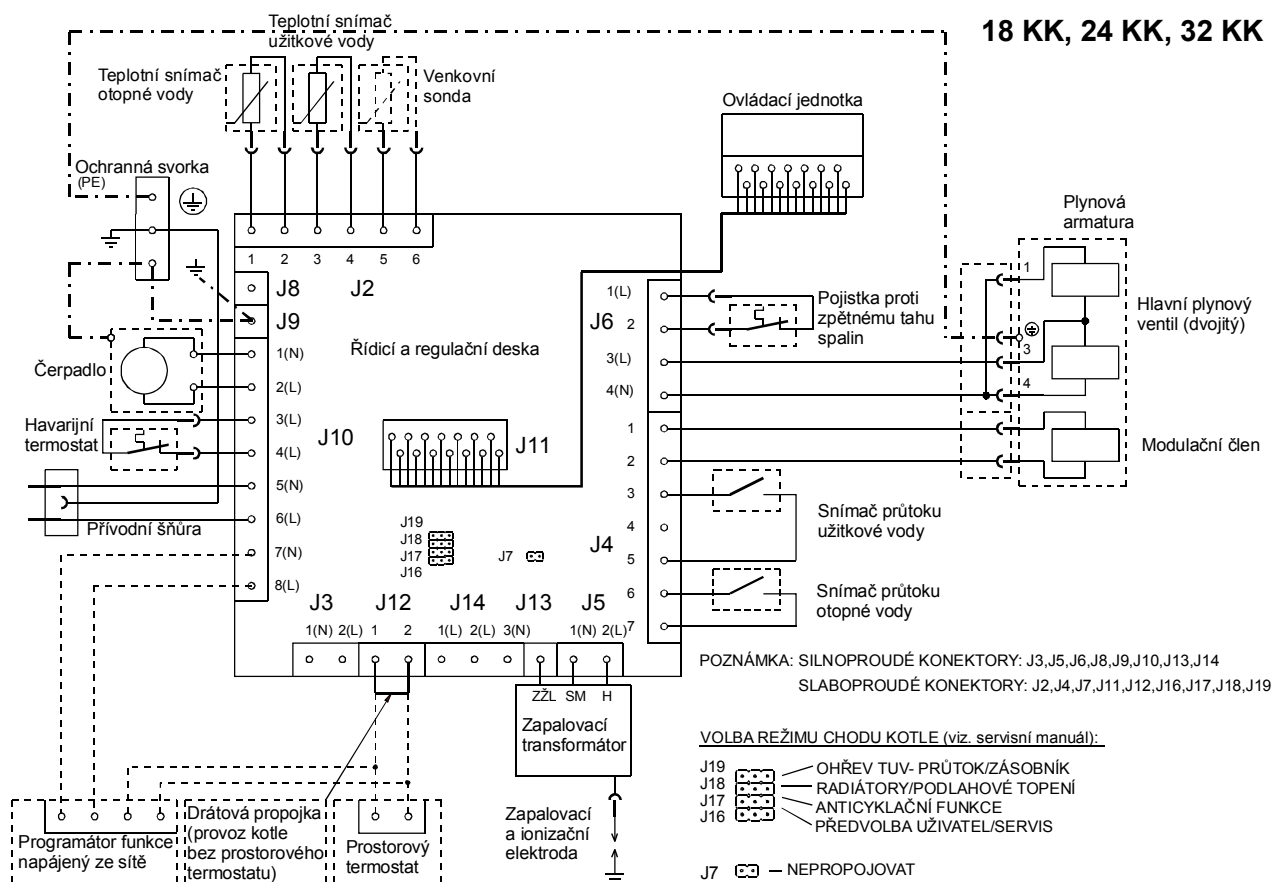 18 KK, 24 KK, 32 KK
Teplotní snímač
užitkové vody
Teplotní snímač
otopné vody
Venkovní
sonda
Ovládací jednotka
Ochranná svorka
(PE)
Plynová
armatura
1 2 3 4 5 6
J8
J2
J9
1(L)
J6
2
3(L)
4(N)
Pojistka proti
zpětnému tahu
spalin
1
3
4
Hlavní plynový
ventil (dvojitý)
Řídicí a regulační deska
Čerpadlo
1(N)
2(L)
Havarijní
termostat
3(L)
4(L)
J10
J11
5(N)
6(L)
Přívodní šňůra
7(N)
8(L)
1
2
3
4
5
6
7
J4
Modulační člen
Snímač průtoku
užitkové vody
Snímač průtoku
otopné vody
J19
J18
J17
J16
J7
J3 J12 J14 J13 J5
1(N) 2(L) 1 2 1(L) 2(L) 3(N) 1(N) 2(L)
ZŽL SM H
Zapalovací
transformátor
Zapalovací
a ionizační
elektroda
Programátor funkce
napájený ze sítě
Drátová propojka
(provoz kotle
bez prostorového
termostatu)
Prostorový
termostat
POZNÁMKA: SILNOPROUDÉ KONEKTORY: J3,J5,J6,J8,J9,J10,J13,J14
SLABOPROUDÉ KONEKTORY: J2,J4,J7,J11,J12,J16,J17,J18,J19
VOLBA REŽIMU CHODU KOTLE (viz. servisní manuál):
J19 OHŘEV TUV- PRŮTOK/ZÁSOBNÍK
J18 RADIÁTORY/PODLAHOVÉ TOPENÍ
J17 ANTICYKLAČNÍ FUNKCE
J16 PŘEDVOLBA UŽIVATEL/SERVIS
J7 – NEPROPOJOVAT